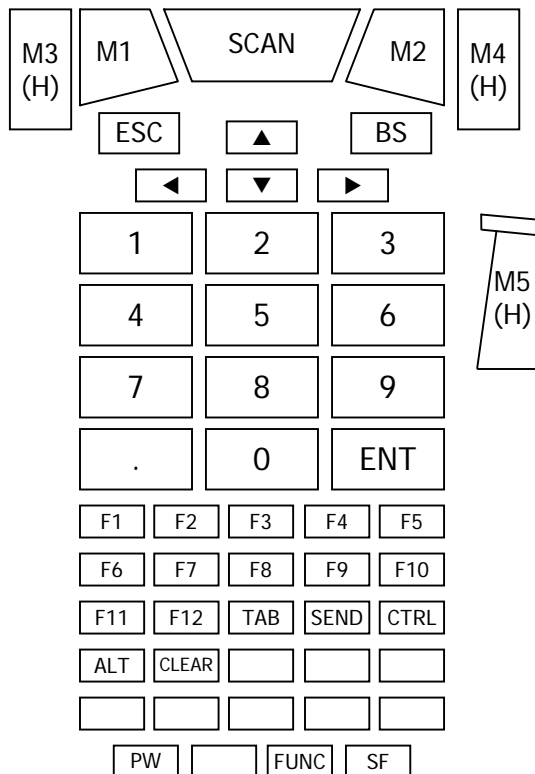 M3 (H) M1 SCAN M2 M4 (H)
ESC ▲ BS
◀ ▼ ▶
1 2 3
M5 (H)
4 5 6
7 8 9
. 0 ENT
F1 F2 F3 F4 F5
F6 F7 F8 F9 F10
F11 F12 TAB SEND CTRL
ALT CLEAR
PW FUNC SF